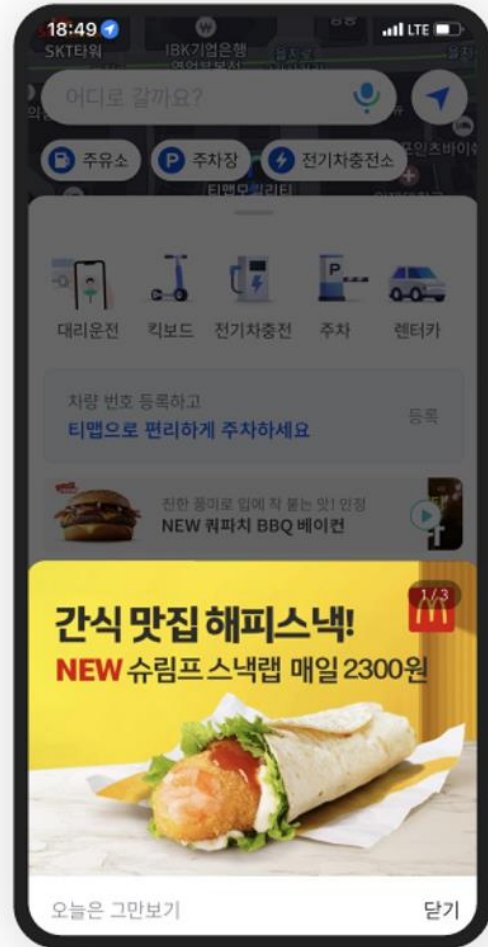 18:49
LTE
SKT타워
IBK기업은행
어디로 갈까요?
주유소
P
주차장
전기차충전소
티맵모빌리티
P
대리운전
킥보드
전기차충전
주차
렌터카
차량 번호 등록하고
등록
티맵으로 편리하게 주차하세요
진한 풍미로 입에 착 붙는 맛! 인정
NEW 쿼파치 BBQ 베이컨
1/3
간식 맛집 해피스낵!
NEW 슈림프 스낵랩 매일 2300원
오늘은 그만보기
닫기